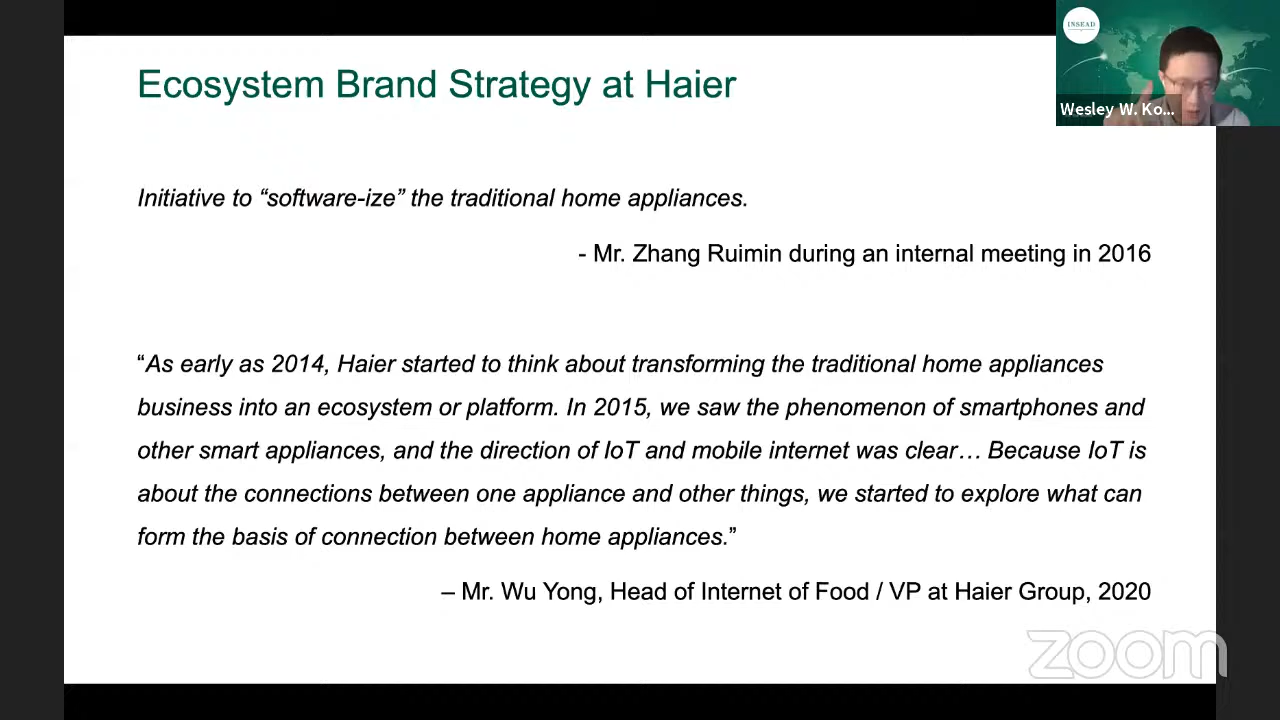 Ecosystem Brand Strategy at Haier
INSEAD
Wesley W. Ko...
Initiative to “software-ize” the traditional home appliances.
- Mr. Zhang Ruimin during an internal meeting in 2016
“As early as 2014, Haier started to think about transforming the traditional home appliances
business into an ecosystem or platform. In 2015, we saw the phenomenon of smartphones and
other smart appliances, and the direction of IoT and mobile internet was clear… Because IoT is
about the connections between one appliance and other things, we started to explore what can
form the basis of connection between home appliances.”
– Mr. Wu Yong, Head of Internet of Food / VP at Haier Group, 2020
zoom